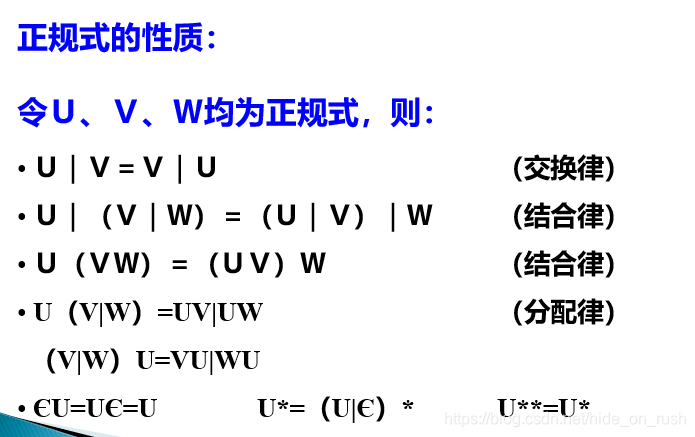 正规式的性质：
令U、V、W均为正规式，则：
• U｜V = V｜U （交换律）
• U｜（V｜W）=（U｜V）｜W （结合律）
• U（VW）=（UV）W （结合律）
• U（V|W）=UV|UW （分配律）
（V|W）U=VU|WU
• ЄU=UЄ=U U*=（U|Є）* U**=U*
https://blog.csdn.net/hide_on_rush